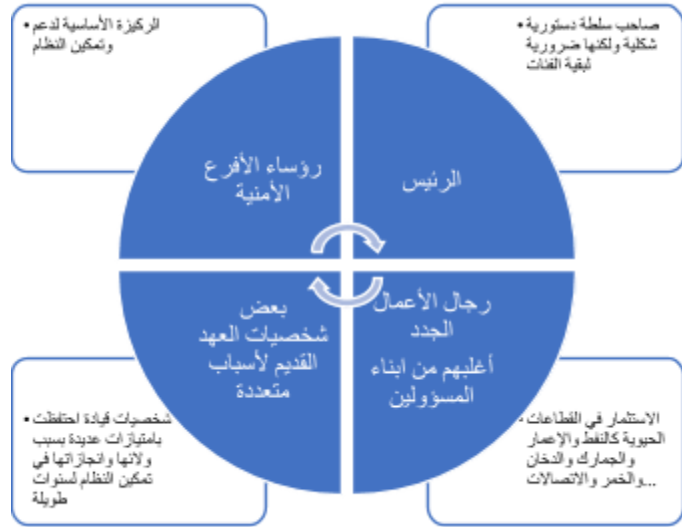 صاحب سلطة دستورية
شكلية ولكنها ضرورية
لبقية الفئات
الركيزة الأساسية لدعم
وتمكين النظام
الرئيس
رؤساء الأفرع
الأمنية
رجال الأعمال
الجدد
أغلبهم من ابناء
المسؤولين
بعض
شخصيات العهد
القديم لأسباب
متعددة
الاستثمار في القطاعات
الحيوية كالنفط والإعمار
والجمارك والدخان
والخمر والاتصالات...
شخصيات قيادة احتفظت
بامتيازات عديدة بسبب
ولائها وانجازاتها في
تمكين النظام لسنوات
طويلة